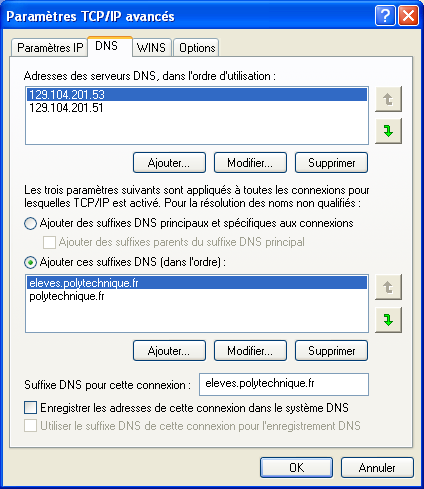 Paramètres TCP/IP avancés
Paramètres IP DNS WINS Options
Adresses des serveurs DNS, dans l'ordre d'utilisation :
129.104.201.53
129.104.201.51
Ajouter... Modifier... Supprimer
Les trois paramètres suivants sont appliqués à toutes les connexions pour
lesquelles TCP/IP est activé. Pour la résolution des noms non qualifiés :
Ajouter des suffixes DNS principaux et spécifiques aux connexions
Ajouter des suffixes parents du suffixe DNS principal
Ajouter ces suffixes DNS (dans l'ordre) :
eleves.polytechnique.fr
polytechnique.fr
Ajouter... Modifier... Supprimer
Suffixe DNS pour cette connexion : eleves.polytechnique.fr
Enregistrer les adresses de cette connexion dans le système DNS
Utiliser le suffixe DNS de cette connexion pour l'enregistrement DNS
OK Annuler